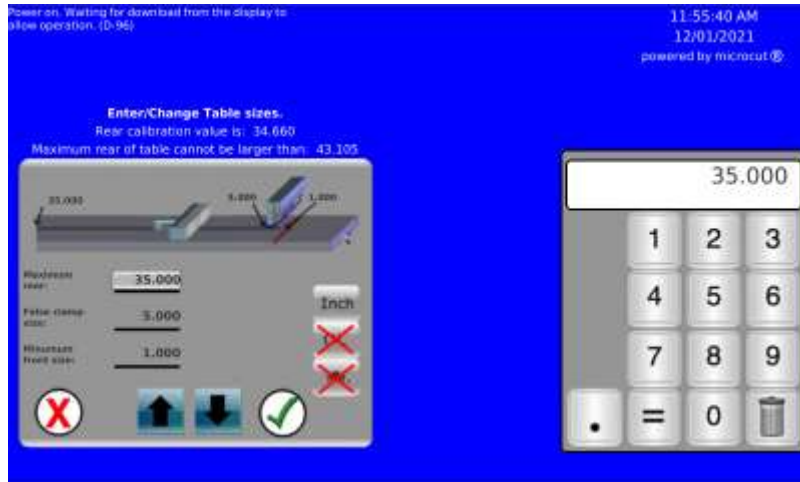 Power on. Waiting for download from the display to
allow operation. (D-96)
11:55:40 AM
12/01/2021
powered by microcut®
Enter/Change Table sizes.
Rear calibration value is: 34.660
Maximum rear of table cannot be larger than: 43.105
35.000
35.000
5.000
1.000
1
2
3
Maximum
rear:
35.000
Inch
4
5
6
False clamp
size:
5.000
Minimum
front size:
1.000
7
8
9
X
.
=
0